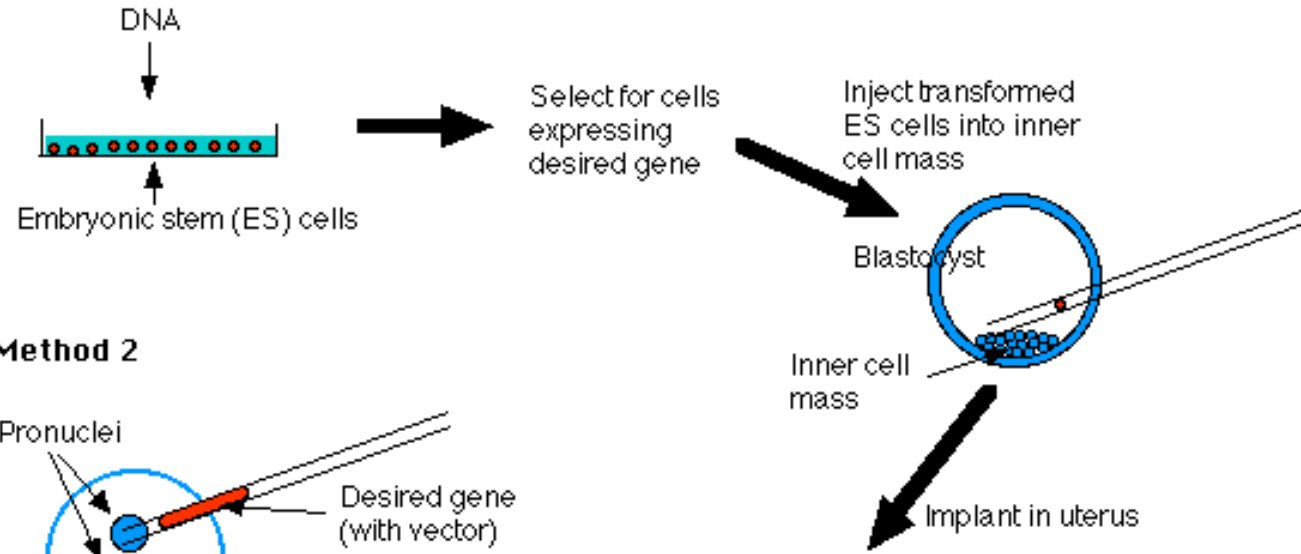 DNA
Embryonic stem (ES) cells
Select for cells
expressing
desired gene
Inject transformed
ES cells into inner
cell mass
Blastocyst
Inner cell
mass
Implant in uterus
Method 2
Pronuclei
Desired gene
(with vector)